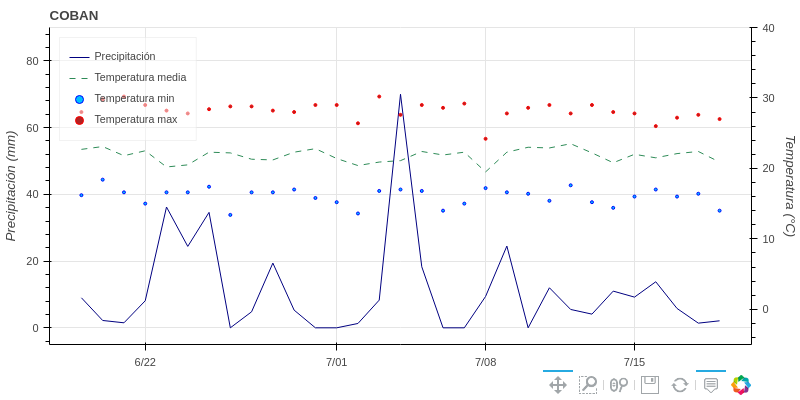 COBAN
Precipitación
Temperatura media
Temperatura min
Temperatura max
Precipitación (mm)
80
60
40
20
0
40
30
20
10
0
Temperatura (°C)
6/22
7/01
7/08
7/15